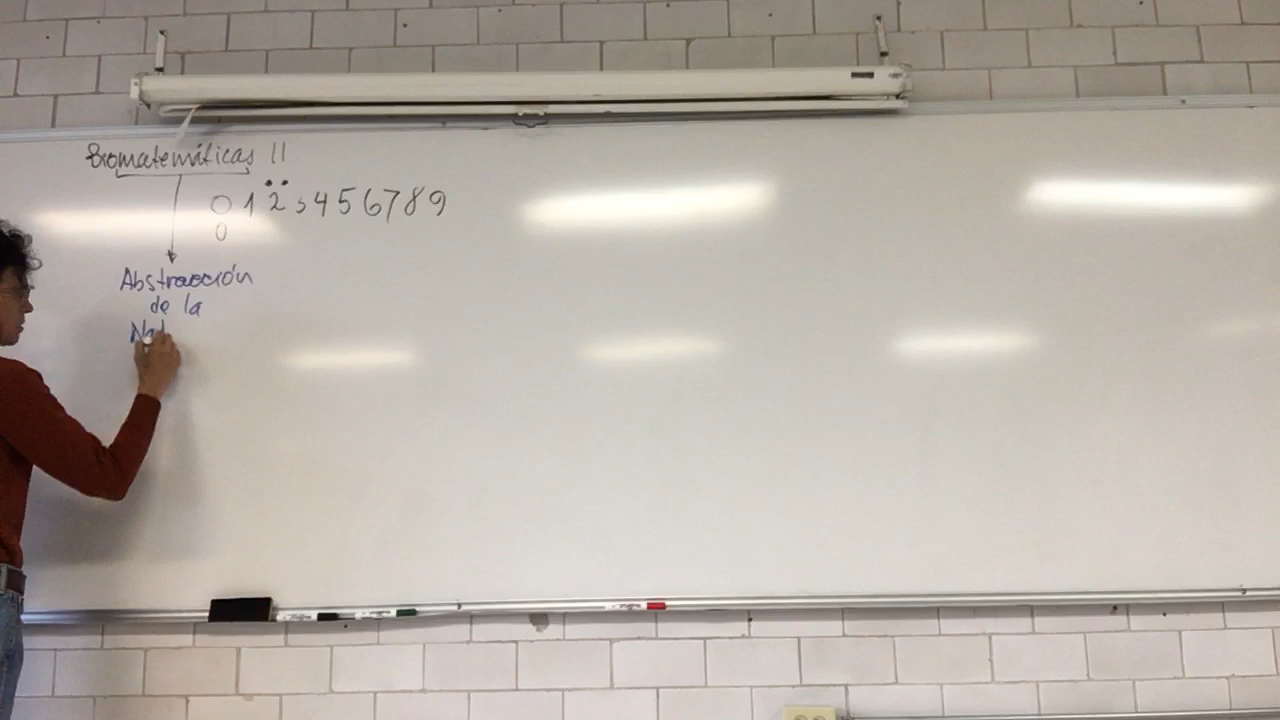 Biomatemáticas II
0 1 2 3 4 5 6 7 8 9
0
Abstracción
de la